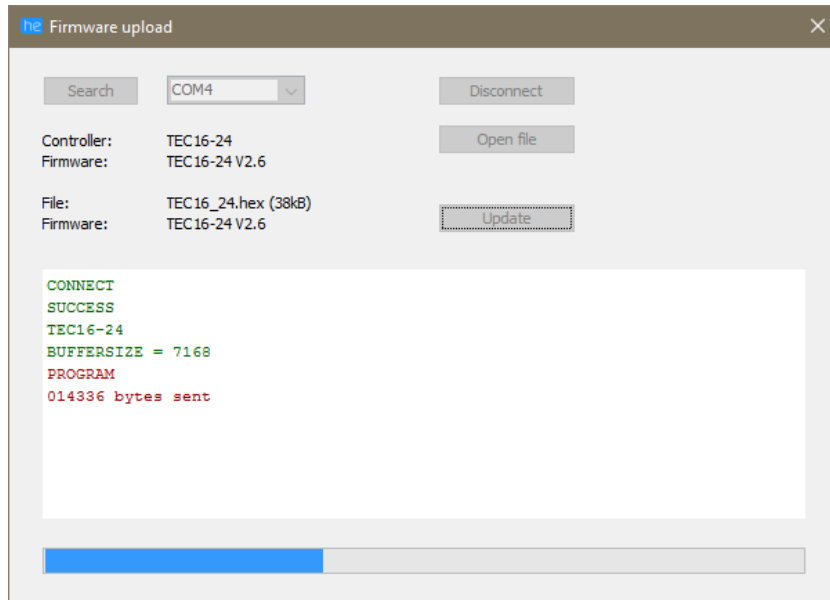 he Firmware upload
Search COM4 Disconnect
Open file
Controller: TEC16-24
Firmware: TEC16-24 V2.6
File: TEC16_24.hex (38kB)
Firmware: TEC16-24 V2.6
Update
CONNECT
SUCCESS
TEC16-24
BUFFERSIZE = 7168
PROGRAM
014336 bytes sent